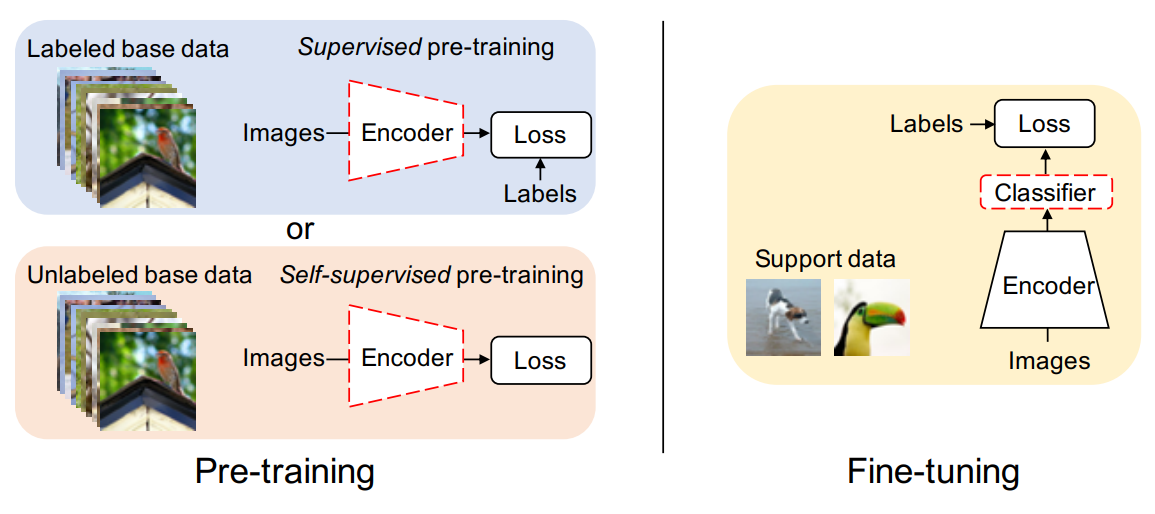 Labeled base data
Supervised pre-training
Images
Encoder
Loss
Labels
or
Unlabeled base data
Self-supervised pre-training
Images
Encoder
Loss
Pre-training
Labels
Loss
Classifier
Support data
Encoder
Images
Fine-tuning